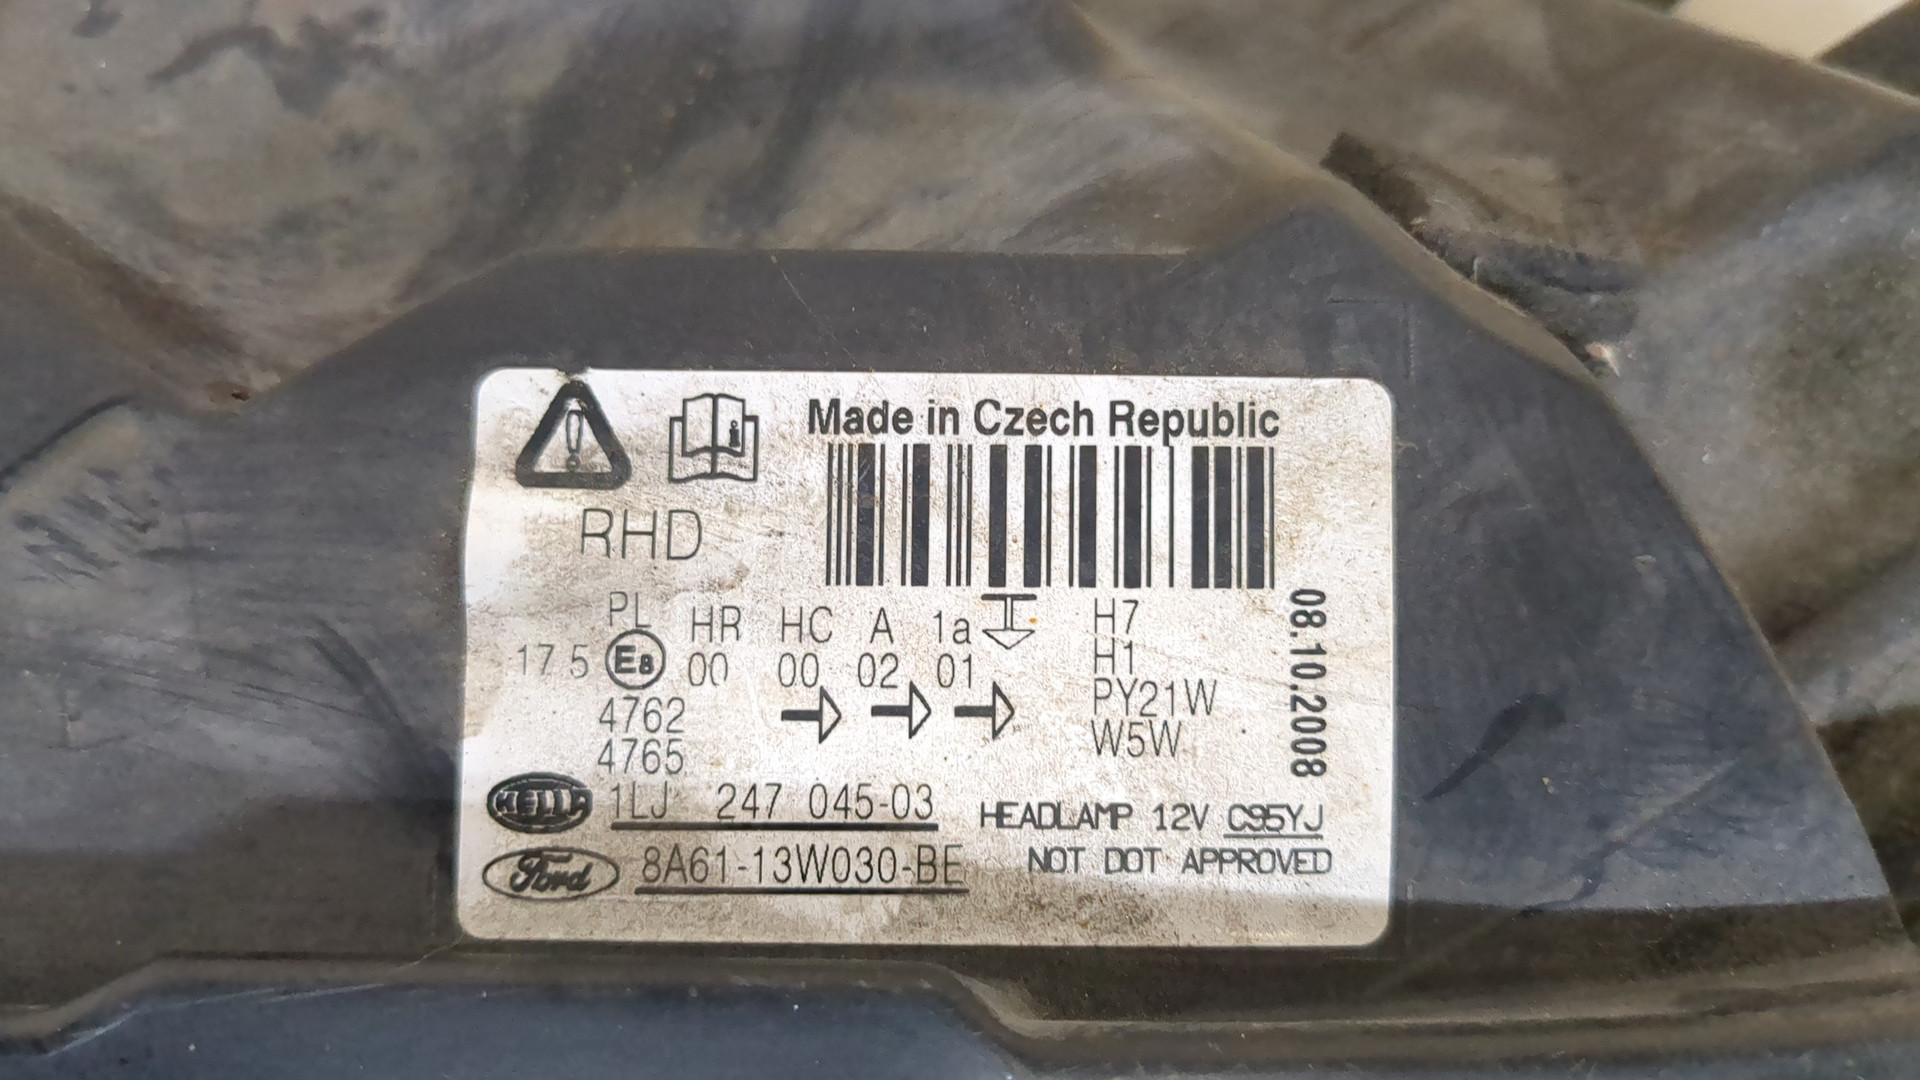 Made in Czech Republic
RHD
PL HR HC A 1a H7
17 5 E8 00 00 02 01 H1
4762 PY21W
4765 W5W
08.10.2008
HELLA 1LJ 247 045-03 HEADLAMP 12V C95YJ
Ford 8A61-13W030-BE NOT DOT APPROVED